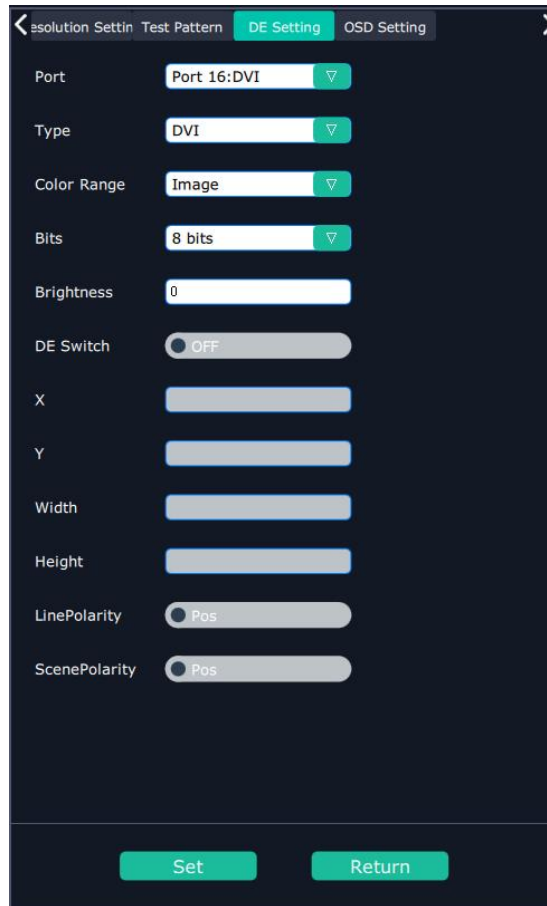 esolution Settin Test Pattern DE Setting OSD Setting
Port Port 16:DVI
Type DVI
Color Range Image
Bits 8 bits
Brightness 0
DE Switch OFF
X
Y
Width
Height
LinePolarity Pos
ScenePolarity Pos
Set Return